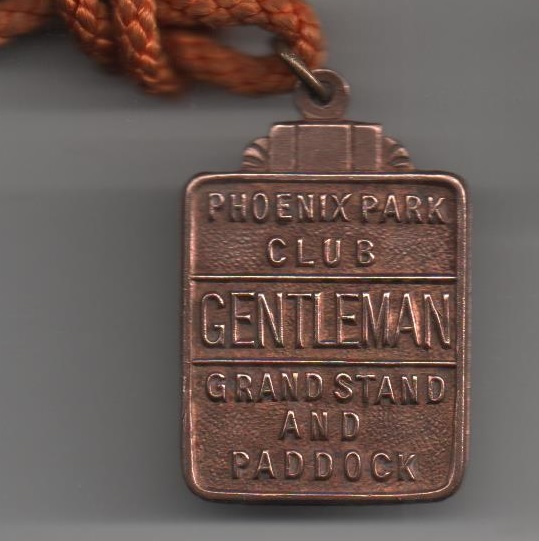 PHOENIX PARK
CLUB
GENTLEMAN
GRAND STAND
AND
PADDOCK